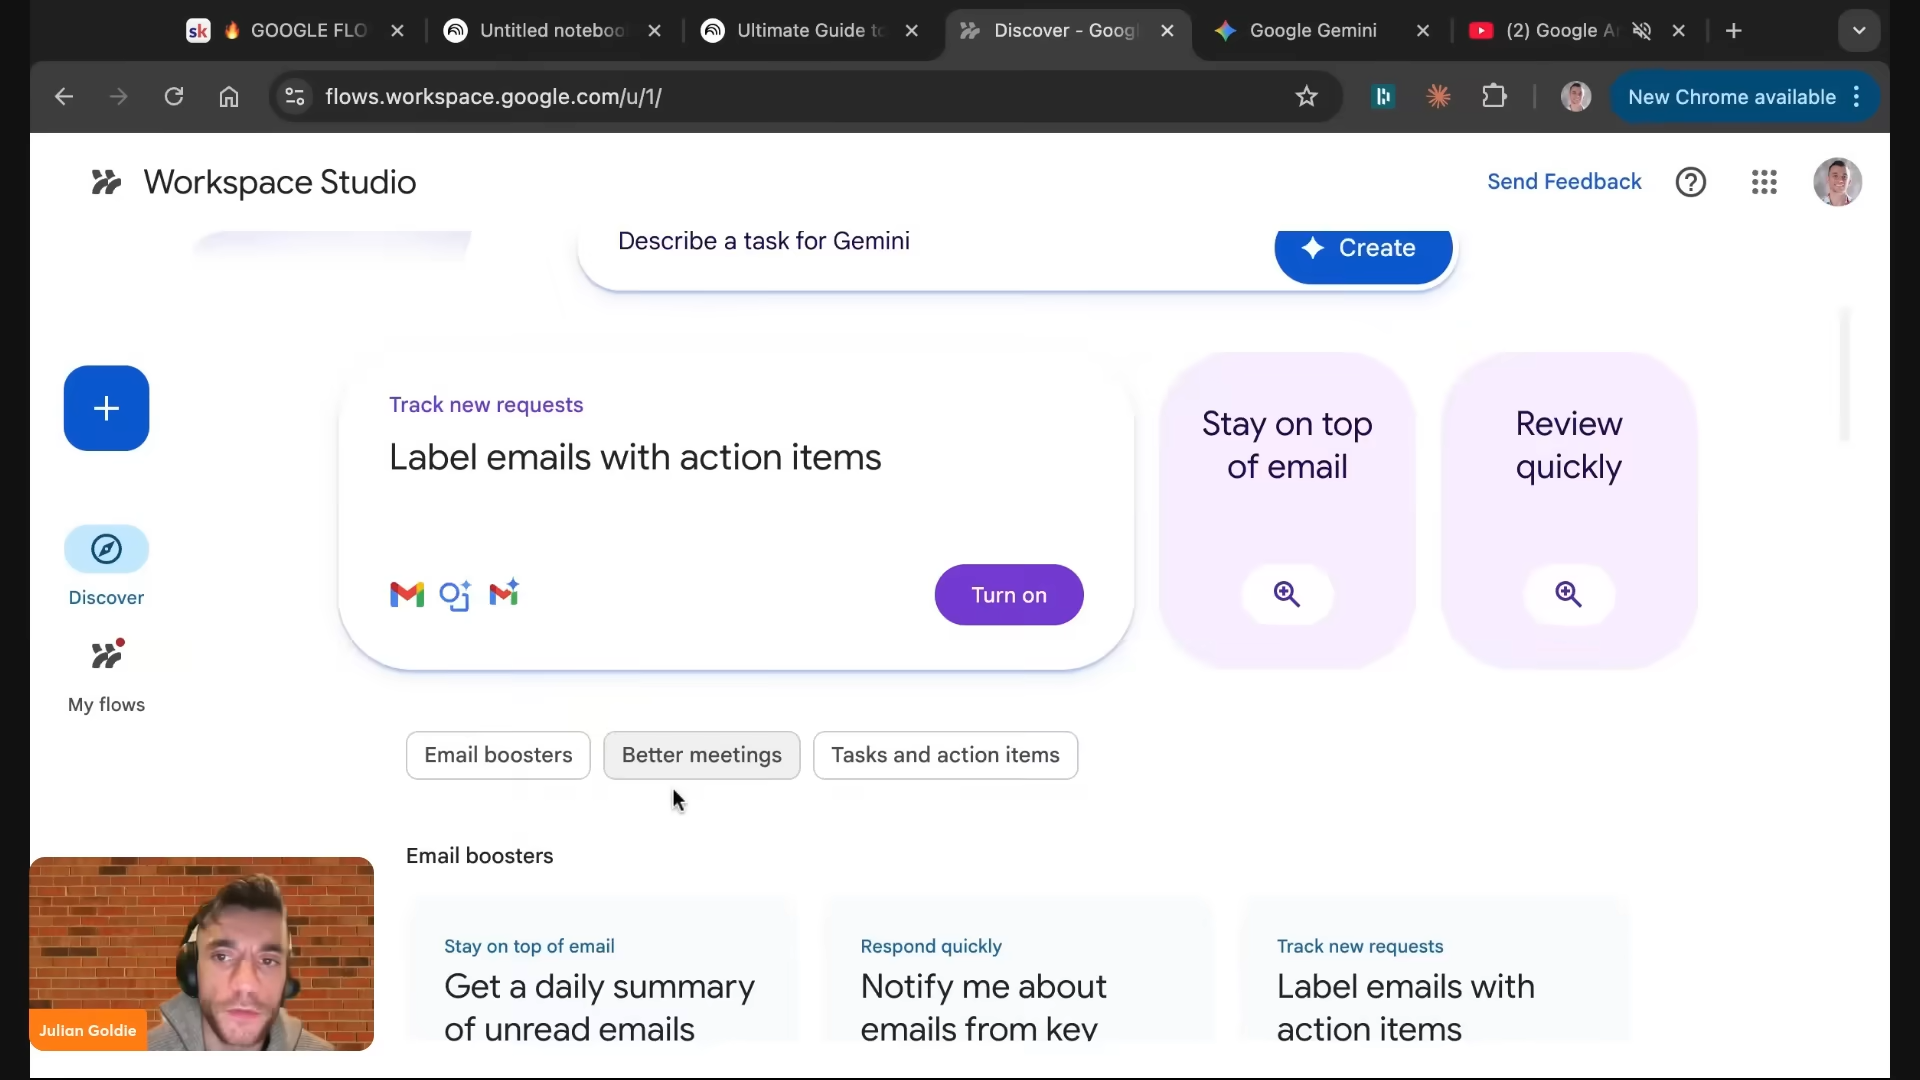 sk GOOGLE FLO
Untitled noteboo
Ultimate Guide to
Discover - Googl
Google Gemini
(2) Google A
flows.workspace.google.com/u/1/
New Chrome available
Workspace Studio
Send Feedback
Describe a task for Gemini
Create
Track new requests
Label emails with action items
Turn on
Stay on top
of email
Review
quickly
Discover
My flows
Email boosters
Better meetings
Tasks and action items
Email boosters
Stay on top of email
Get a daily summary
of unread emails
Respond quickly
Notify me about
emails from key
Track new requests
Label emails with
action items
Julian Goldie